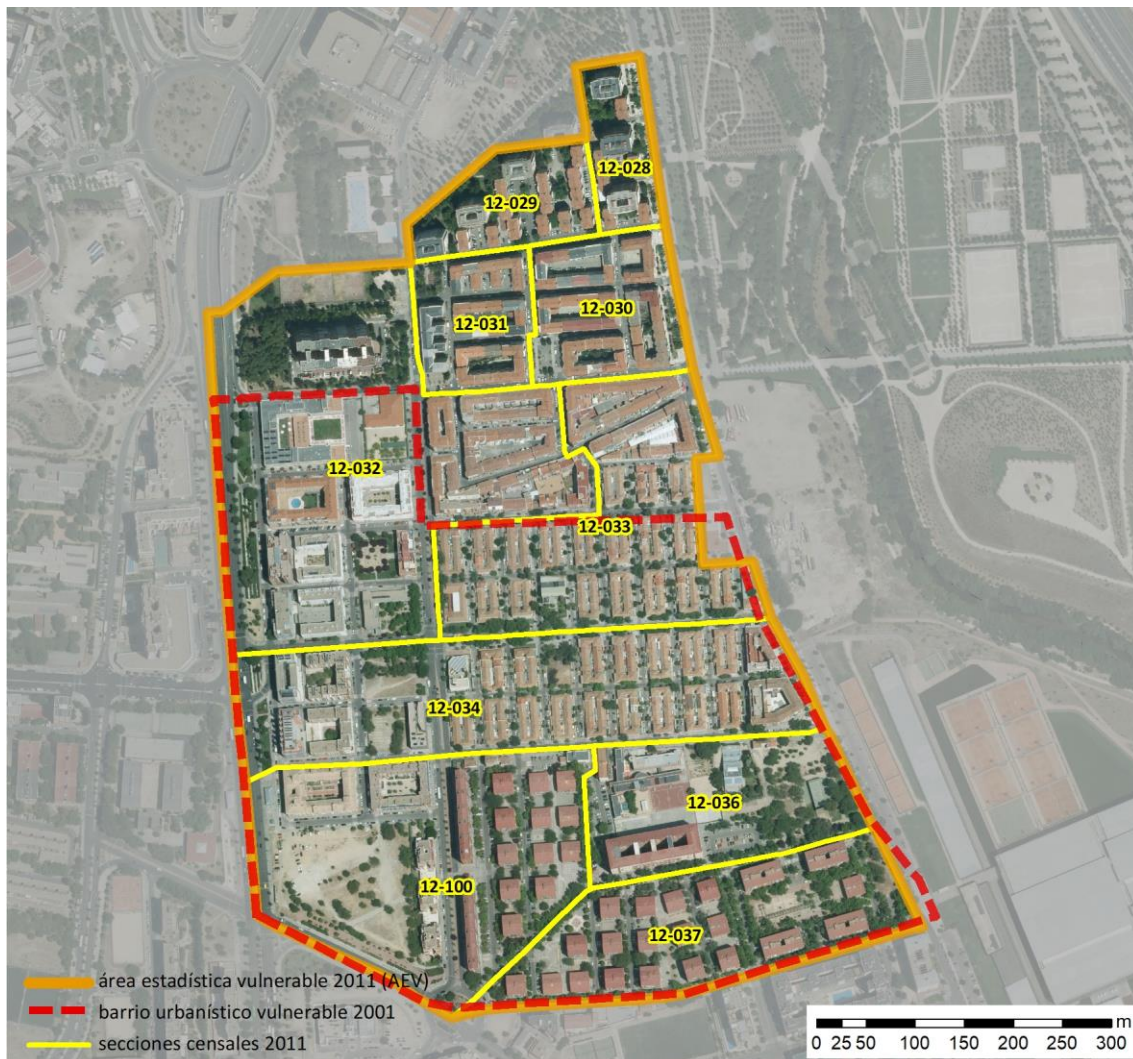 12-028
12-029
12-030
12-031
12-032
12-033
12-034
12-036
12-100
12-037
área estadística vulnerable 2011 (AEV)
barrio urbanístico vulnerable 2001
secciones censales 2011
m
0 25 50 100 150 200 250 300